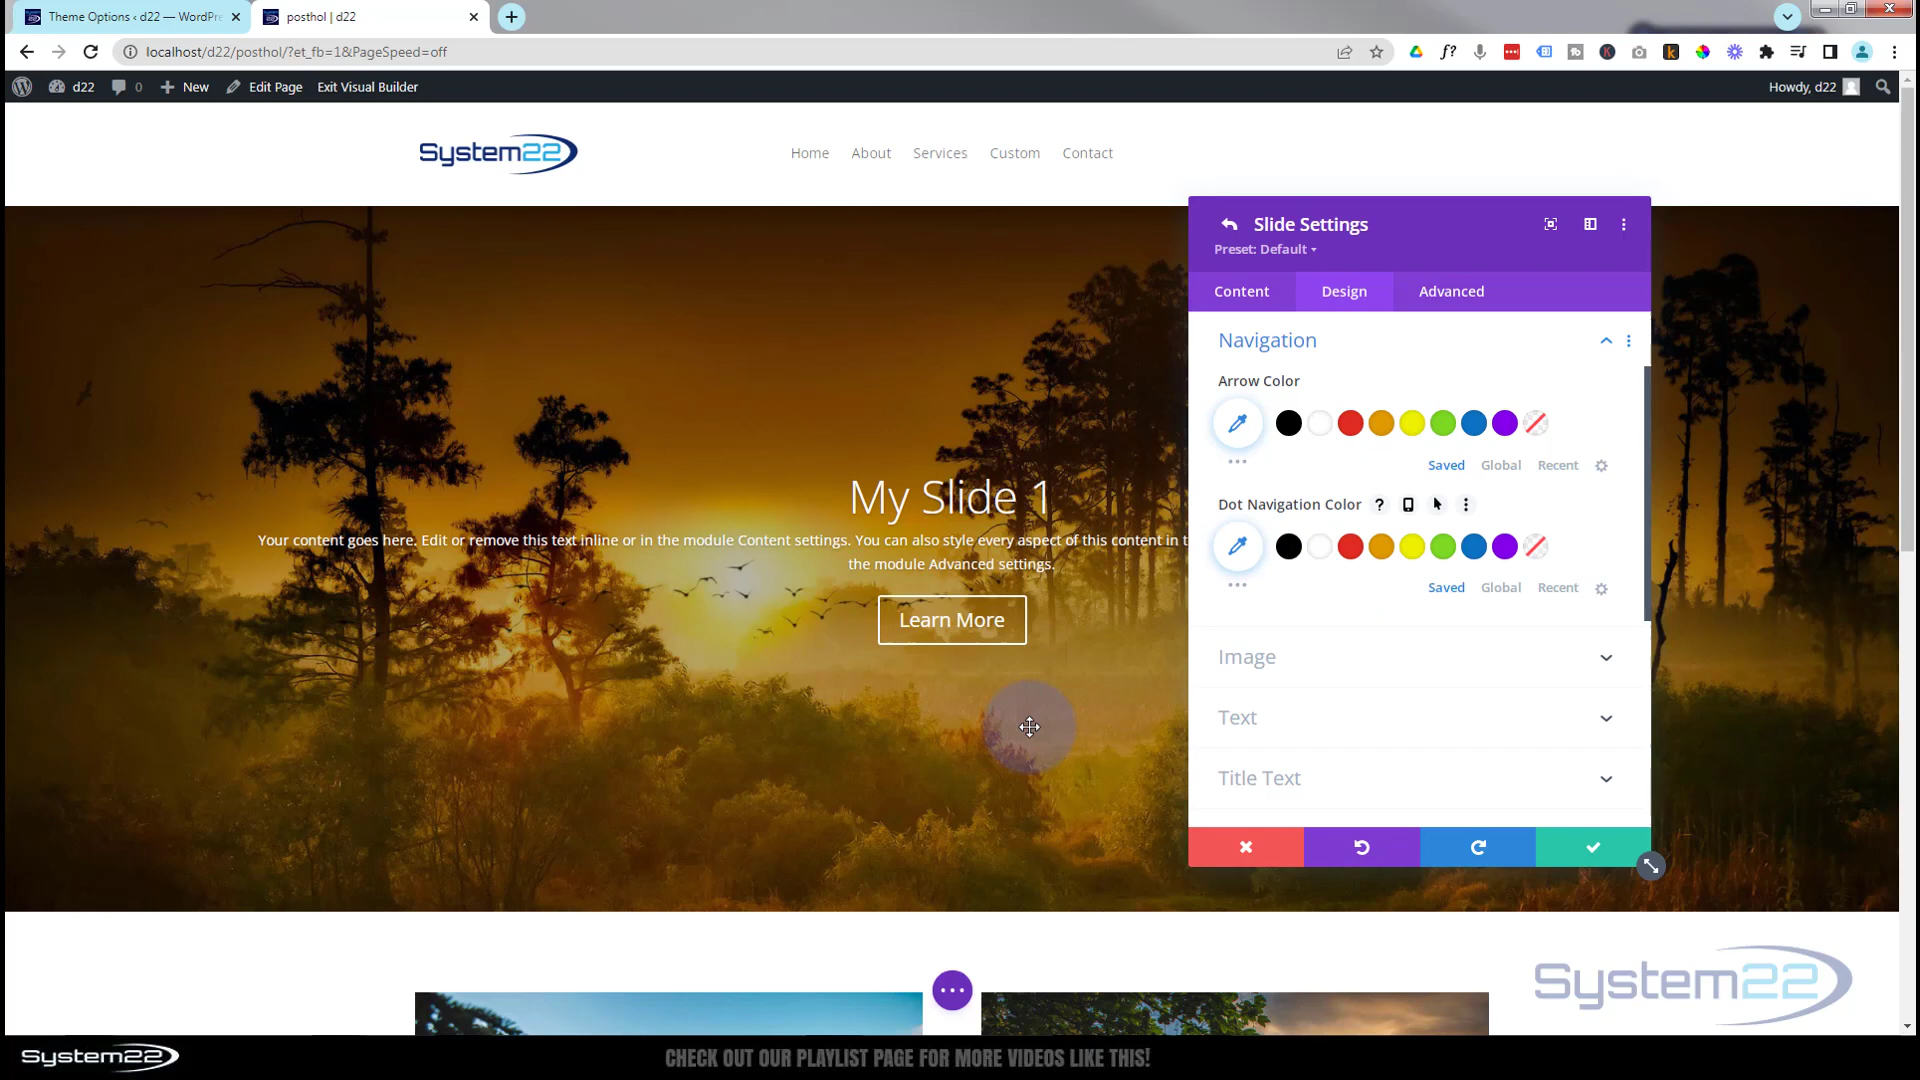 Theme Options ‹ d22 — WordPre
posthol | d22
localhost/d22/posthol/?et_fb=1&PageSpeed=off
d22
0
New
Edit Page
Exit Visual Builder
Howdy, d22
System22
Home
About
Services
Custom
Contact
Slide Settings
Preset: Default
Content
Design
Advanced
Navigation
Arrow Color
Saved
Global
Recent
Dot Navigation Color
Saved
Global
Recent
Image
Text
Title Text
My Slide 1
Your content goes here. Edit or remove this text inline or in the module Content settings. You can also style every aspect of this content in t
the module Advanced settings.
Learn More
System22
System22
CHECK OUT OUR PLAYLIST PAGE FOR MORE VIDEOS LIKE THIS!